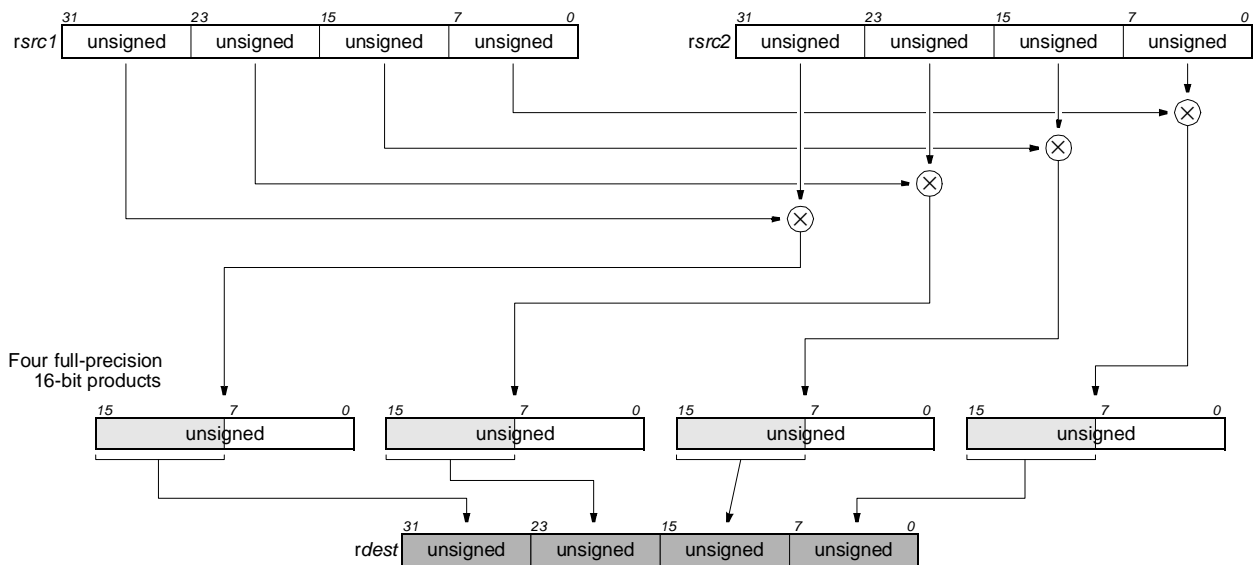 31 23 15 7 0
rsrc1 unsigned unsigned unsigned unsigned
31 23 15 7 0
rsrc2 unsigned unsigned unsigned unsigned
Four full-precision
16-bit products
15 7 0
unsigned
15 7 0
unsigned
15 7 0
unsigned
15 7 0
unsigned
31 23 15 7 0
rdest unsigned unsigned unsigned unsigned